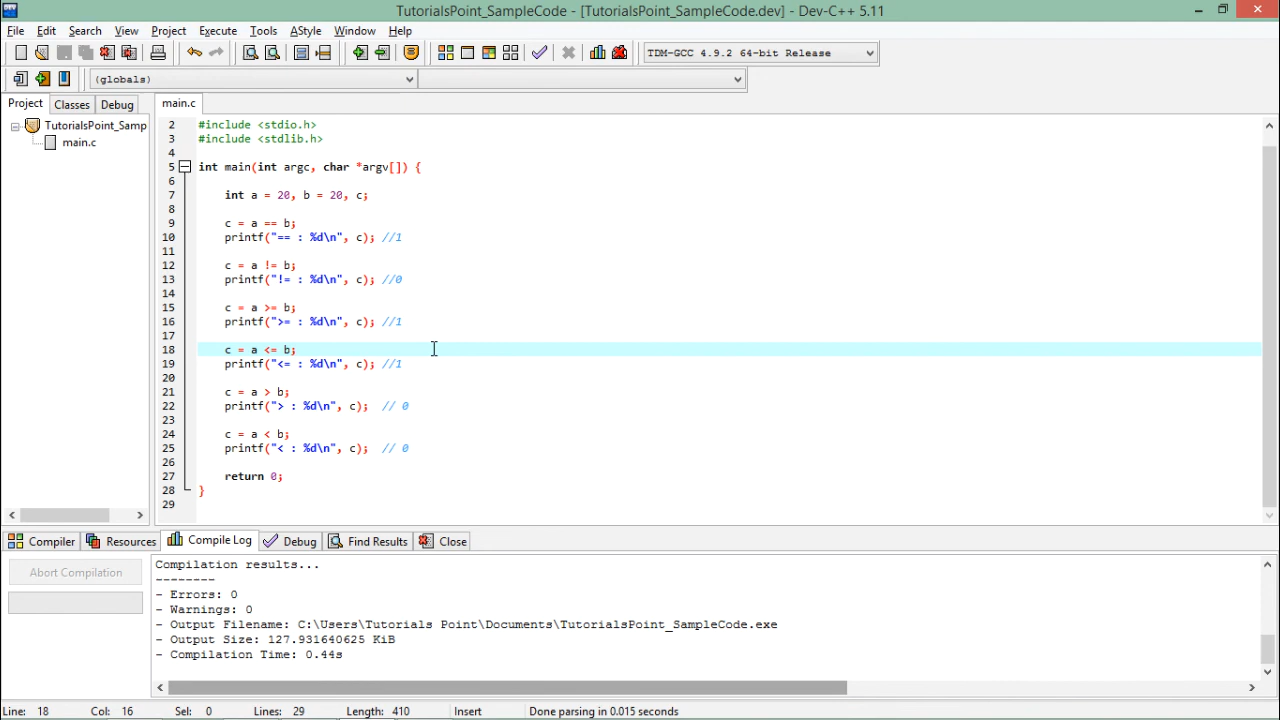 TutorialsPoint_SampleCode - [TutorialsPoint_SampleCode.dev] - Dev-C++ 5.11
File Edit Search View Project Execute Tools AStyle Window Help
TDM-GCC 4.9.2 64-bit Release
(globals)
Project Classes Debug main.c
TutorialsPoint_Samp
main.c
2 #include <stdio.h>
3 #include <stdlib.h>
4
5 int main(int argc, char *argv[]) {
6
7 int a = 20, b = 20, c;
8
9 c = a == b;
10 printf("== : %d\n", c); //1
11
12 c = a != b;
13 printf("!= : %d\n", c); //0
14
15 c = a >= b;
16 printf(">= : %d\n", c); //1
17
18 c = a <= b;
19 printf("<= : %d\n", c); //1
20
21 c = a > b;
22 printf("> : %d\n", c); // 0
23
24 c = a < b;
25 printf("< : %d\n", c); // 0
26
27 return 0;
28 }
29
Compiler Resources Compile Log Debug Find Results Close
Abort Compilation
Compilation results...
--------
- Errors: 0
- Warnings: 0
- Output Filename: C:\Users\Tutorials Point\Documents\TutorialsPoint_SampleCode.exe
- Output Size: 127.931640625 KiB
- Compilation Time: 0.44s
Line: 18 Col: 16 Sel: 0 Lines: 29 Length: 410 Insert Done parsing in 0.015 seconds